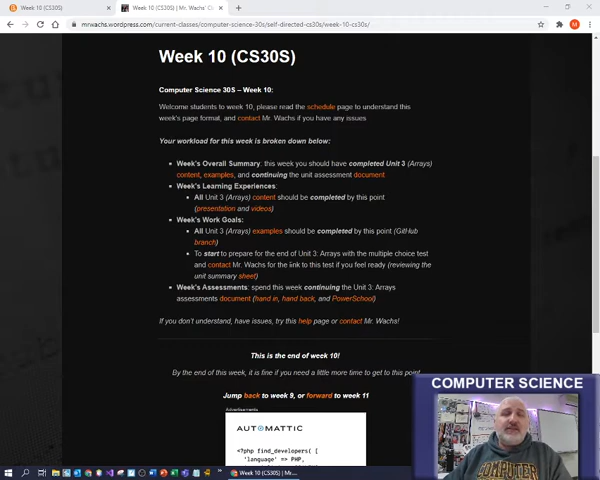 Week 10 (CS30S)
Week 10 (CS30S) | Mr. Wachs' C
mrwachs.wordpress.com/current-classes/computer-science-30s/self-directed-cs30s/week-10-cs30s/
M
Week 10 (CS30S)
Computer Science 30S – Week 10:
Welcome students to week 10, please read the schedule page to understand this
week's page format, and contact Mr. Wachs if you have any issues
Your workload for this week is broken down below:
Week's Overall Summary: this week you should have completed Unit 3 (Arrays)
content, examples, and continuing the unit assessment document
Week's Learning Experiences:
All Unit 3 (Arrays) content should be completed by this point
(presentation and videos)
Week's Work Goals:
All Unit 3 (Arrays) examples should be completed by this point (GitHub
branch)
To start to prepare for the end of Unit 3: Arrays with the multiple choice test
and contact Mr. Wachs for the link to this test if you feel ready (reviewing the
unit summary sheet)
Week's Assessments: spend this week continuing the Unit 3: Arrays
assessments document (hand in, hand back, and PowerSchool)
If you don't understand, have issues, try this help page or contact Mr. Wachs!
This is the end of week 10!
By the end of this week, it is fine if you need a little more time to get to this point
Jump back to week 9, or forward to week 11
Advertisements
AUTOMATTIC
<?php find_developers( [
'language' => PHP,
Week 10 (CS30S) | Mr...
COMPUTER SCIENCE
COMPUTER